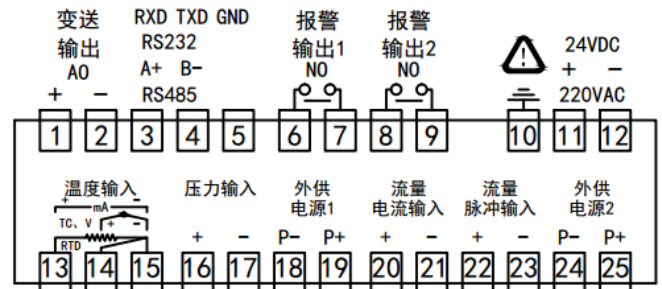 变送 RXD TXD GND 报警 报警
输出 RS232 输出1 输出2 24VDC
AO A+ B- NO NO + -
+ - RS485 220VAC
1 2 3 4 5 6 7 8 9 10 11 12
温度输入 压力输入 外供 流量 流量 外供
+ mA - 电源1 电流输入 脉冲输入 电源2
TC、V + -
RTD + - P- P+ + - + - P- P+
13 14 15 16 17 18 19 20 21 22 23 24 25